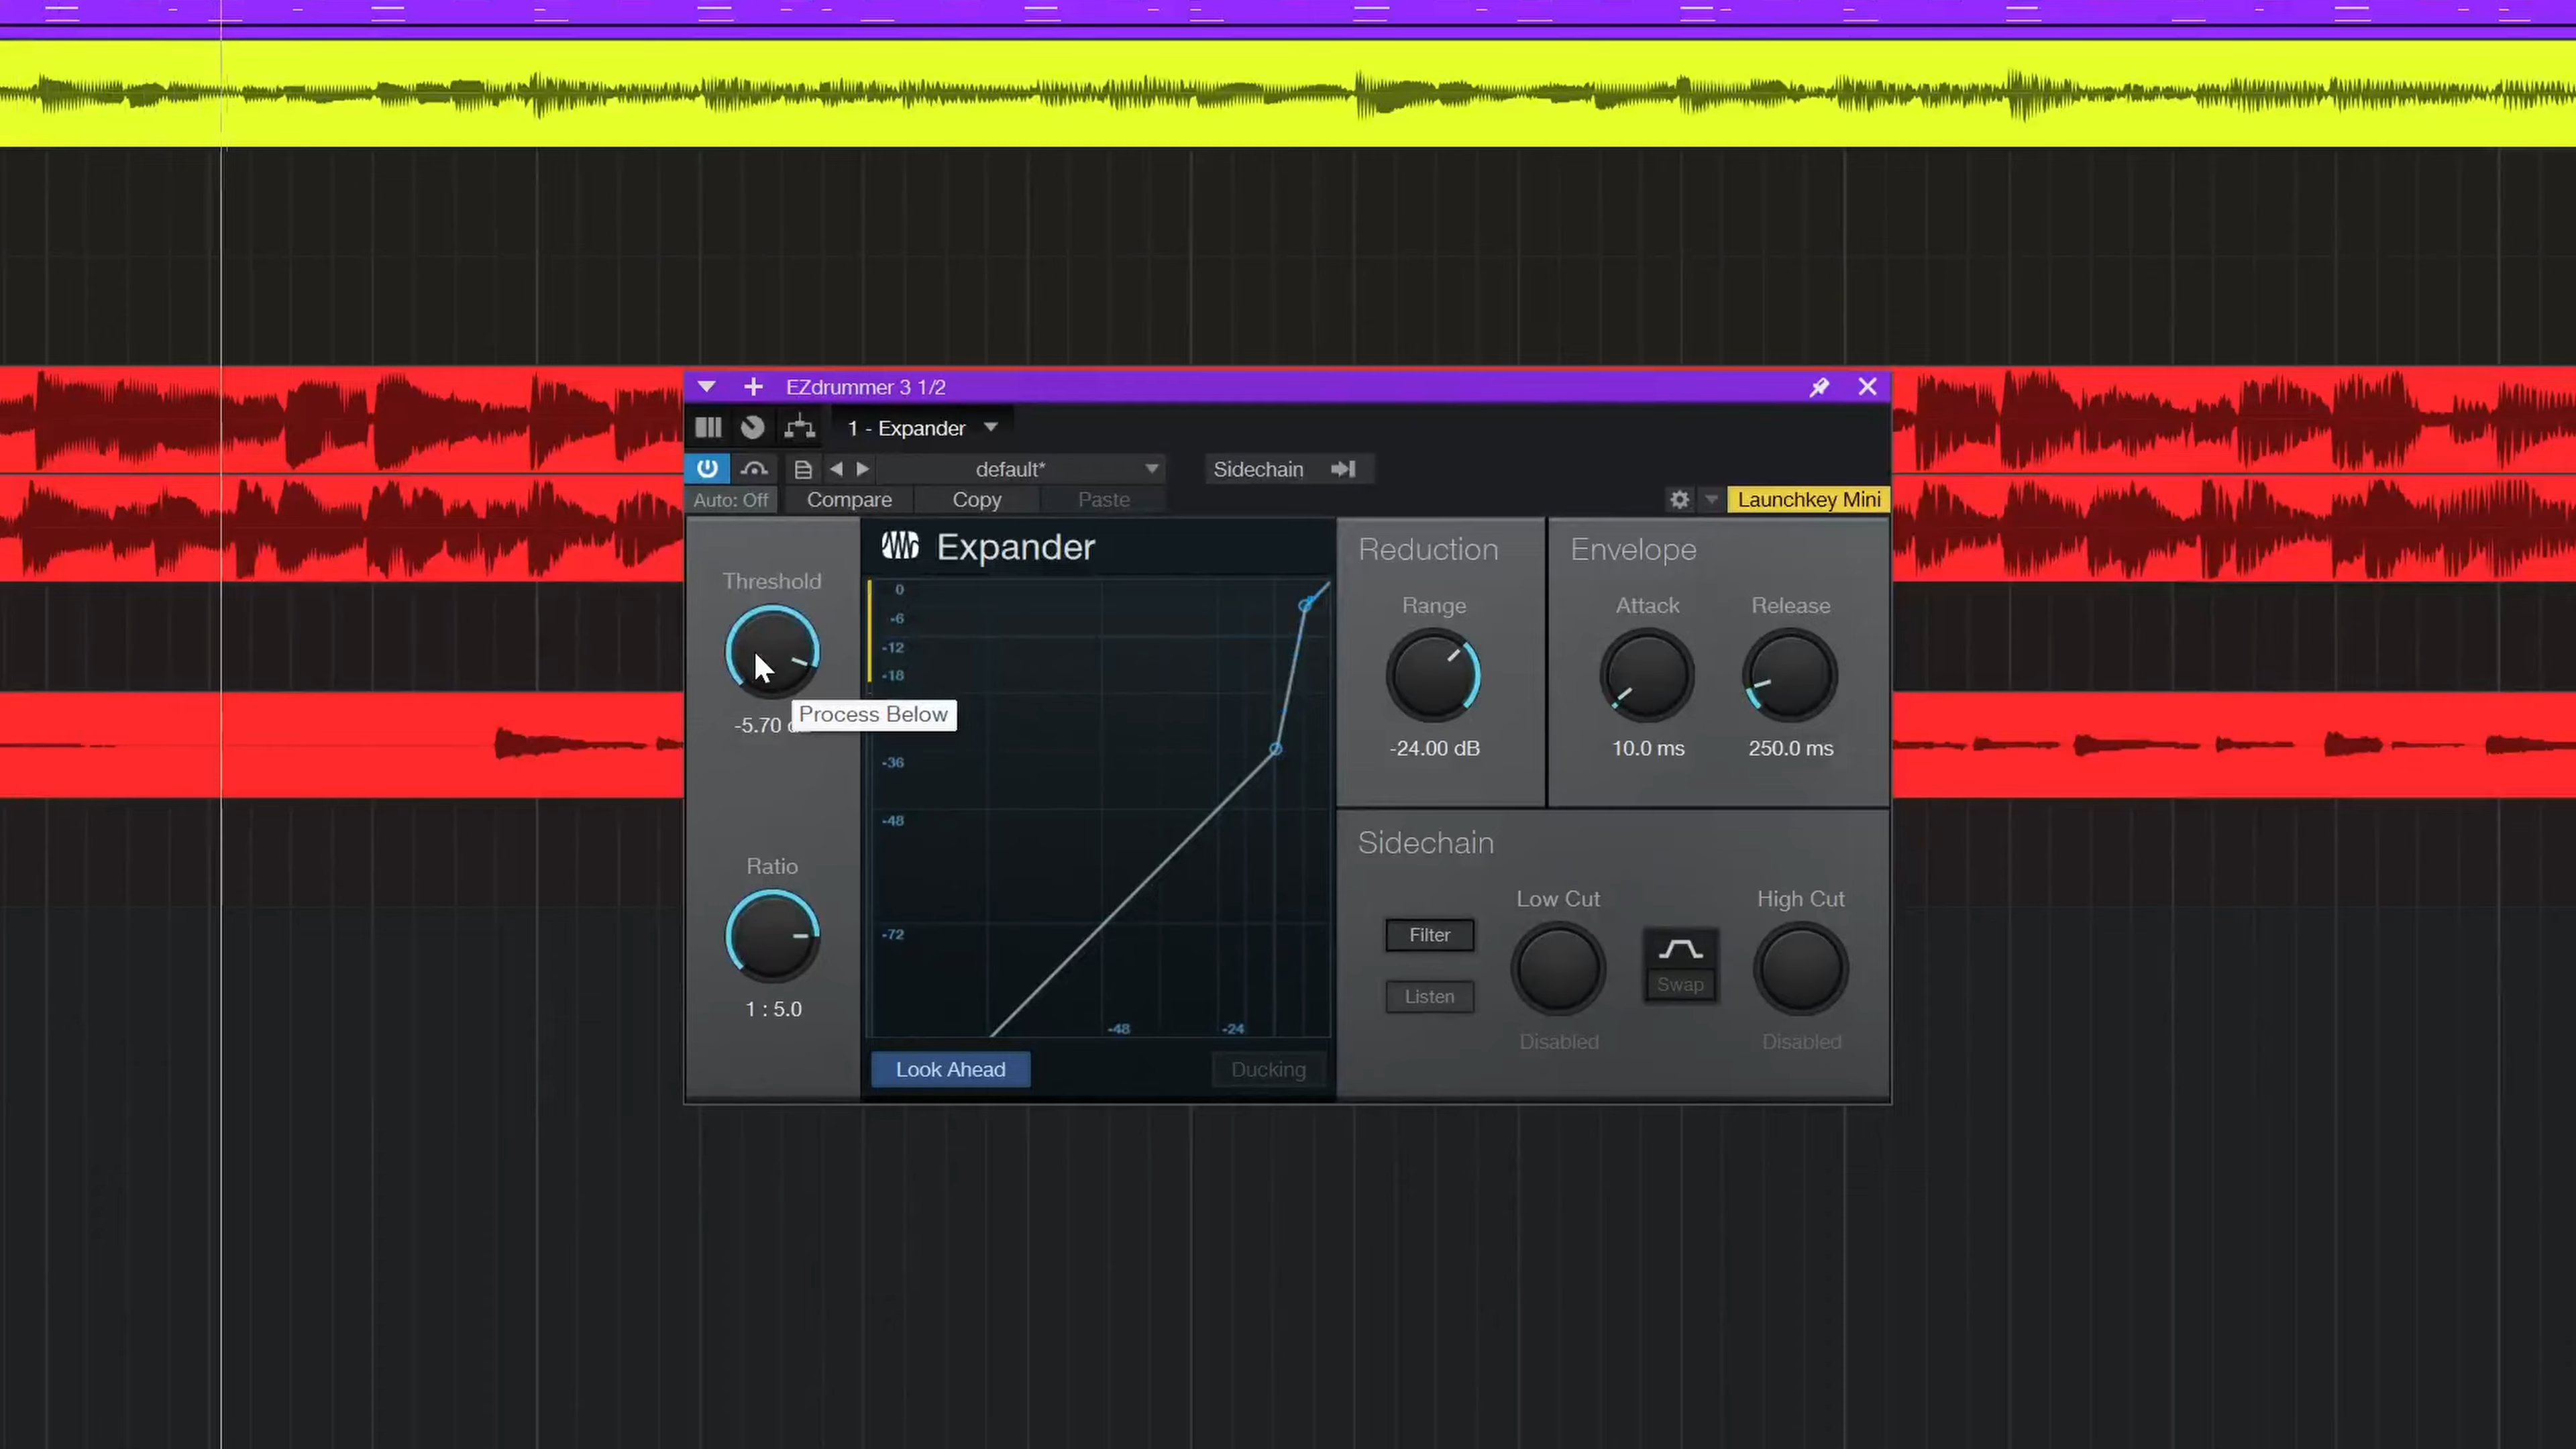 EZdrummer 3 1/2
1 - Expander
default*
Sidechain
Auto: Off
Compare
Copy
Paste
Launchkey Mini
Expander
Threshold
-5.70
Process Below
Ratio
1 : 5.0
0
-6
-12
-18
-36
-48
-72
-48
-24
Look Ahead
Ducking
Reduction
Range
-24.00 dB
Envelope
Attack
Release
10.0 ms
250.0 ms
Sidechain
Low Cut
High Cut
Filter
Listen
Swap
Disabled
Disabled